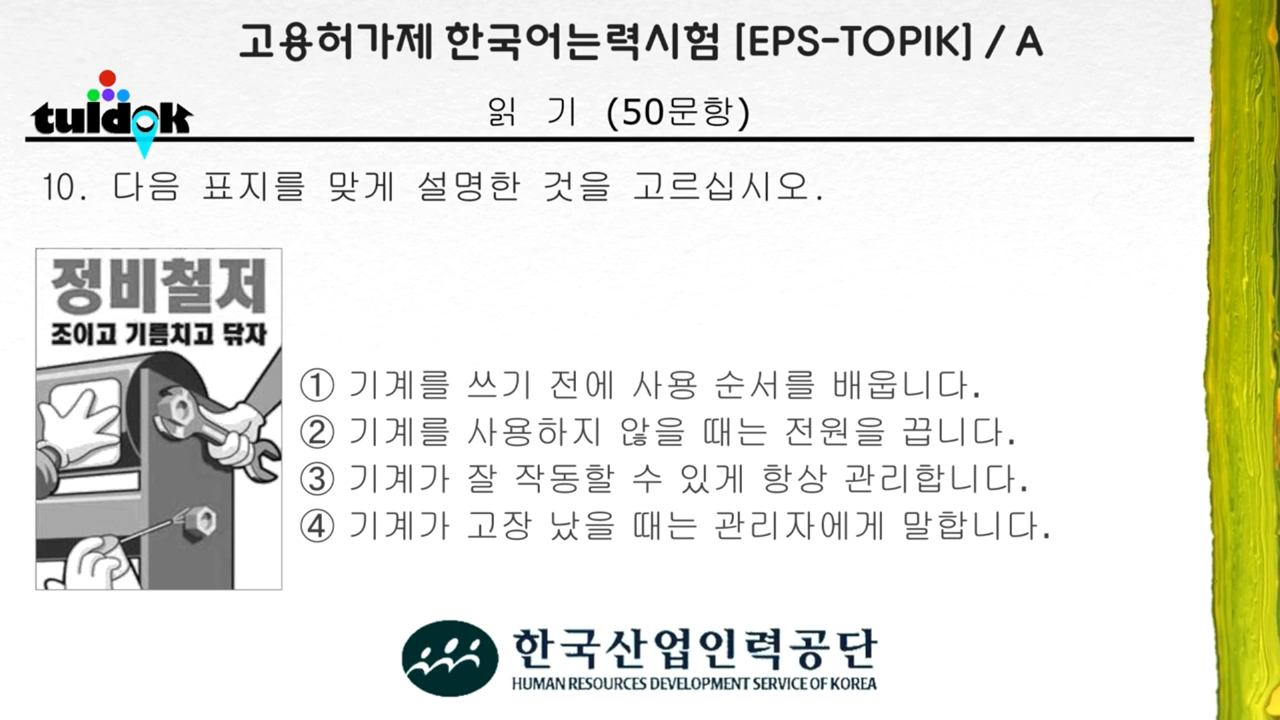 고용허가제 한국어능력시험 [EPS-TOPIK] / A
tuldok
읽 기 (50문항)
10. 다음 표지를 맞게 설명한 것을 고르십시오.
정비철저
조이고 기름치고 닦자
① 기계를 쓰기 전에 사용 순서를 배웁니다.
② 기계를 사용하지 않을 때는 전원을 끕니다.
③ 기계가 잘 작동할 수 있게 항상 관리합니다.
④ 기계가 고장 났을 때는 관리자에게 말합니다.
한국산업인력공단
HUMAN RESOURCES DEVELOPMENT SERVICE OF KOREA